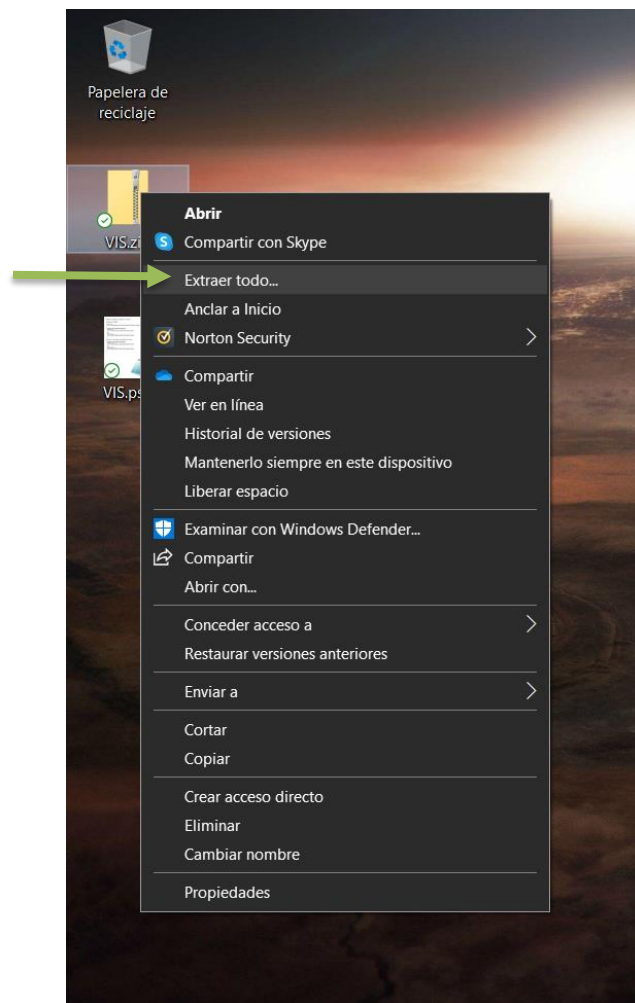 Papelera de
reciclaje
VIS.zi
VIS.ps
Abrir
Compartir con Skype
Extraer todo...
Anclar a Inicio
Norton Security
Compartir
Ver en línea
Historial de versiones
Mantenerlo siempre en este dispositivo
Liberar espacio
Examinar con Windows Defender...
Compartir
Abrir con...
Conceder acceso a
Restaurar versiones anteriores
Enviar a
Cortar
Copiar
Crear acceso directo
Eliminar
Cambiar nombre
Propiedades